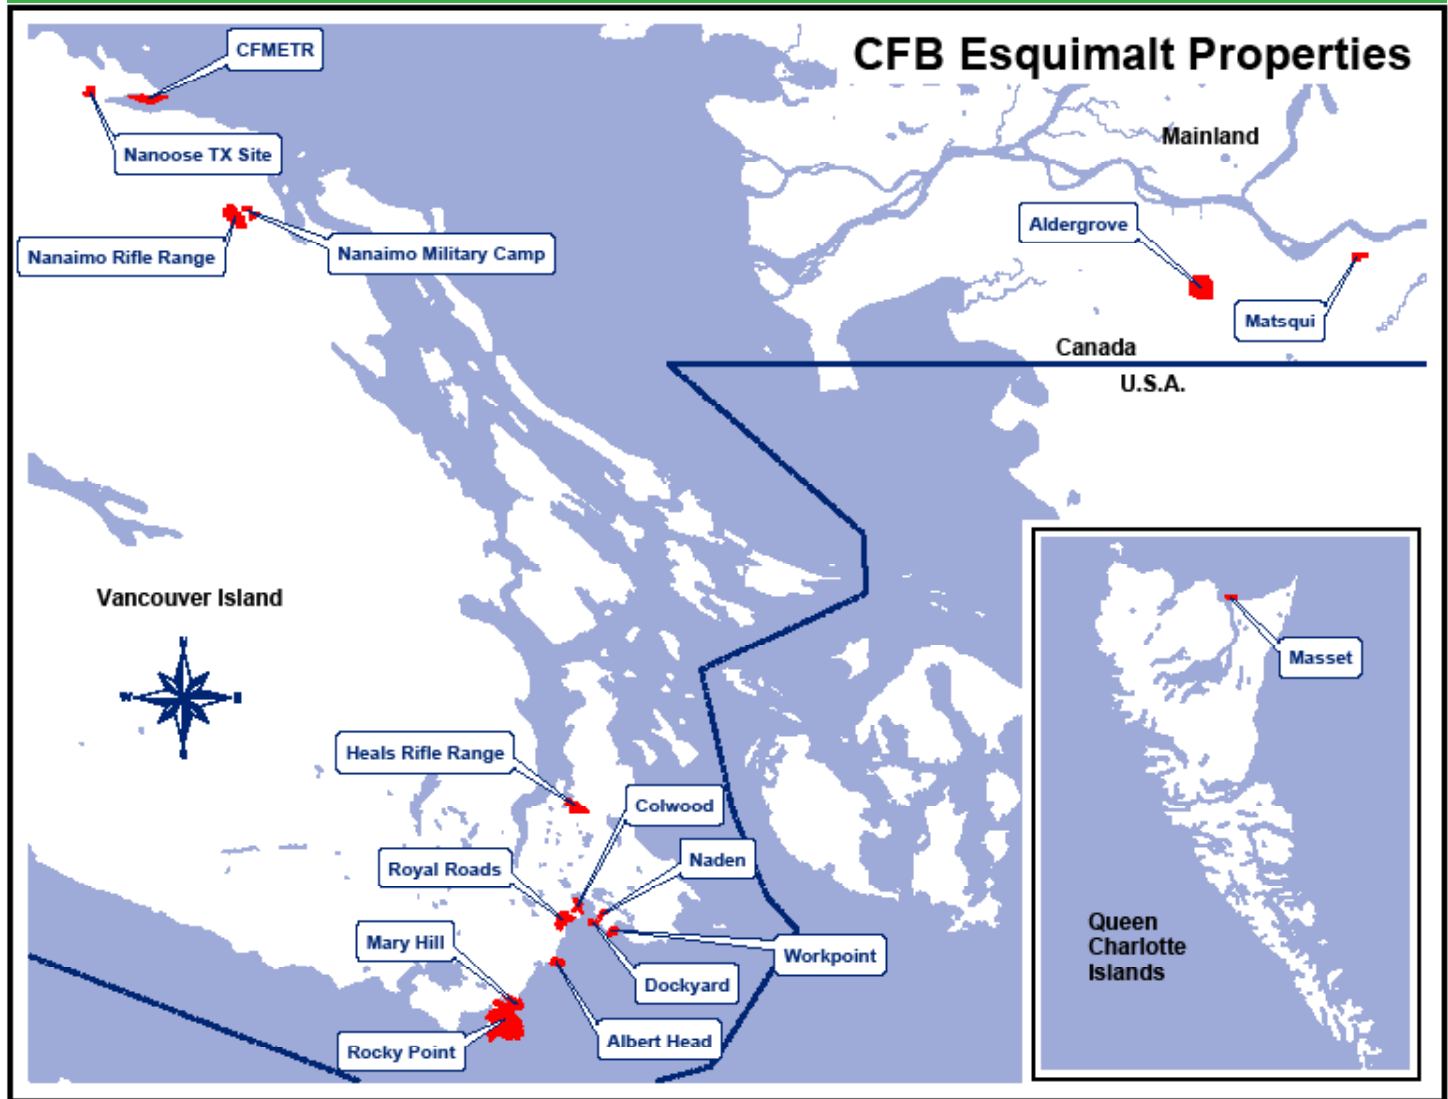 CFB Esquimalt Properties
CFMETR
Nanoose TX Site
Mainland
Aldergrove
Nanaimo Rifle Range
Nanaimo Military Camp
Matsqui
Canada
U.S.A.
Vancouver Island
W
E
Masset
Heals Rifle Range
Colwood
Royal Roads
Naden
Mary Hill
Workpoint
Dockyard
Albert Head
Rocky Point
Queen
Charlotte
Islands